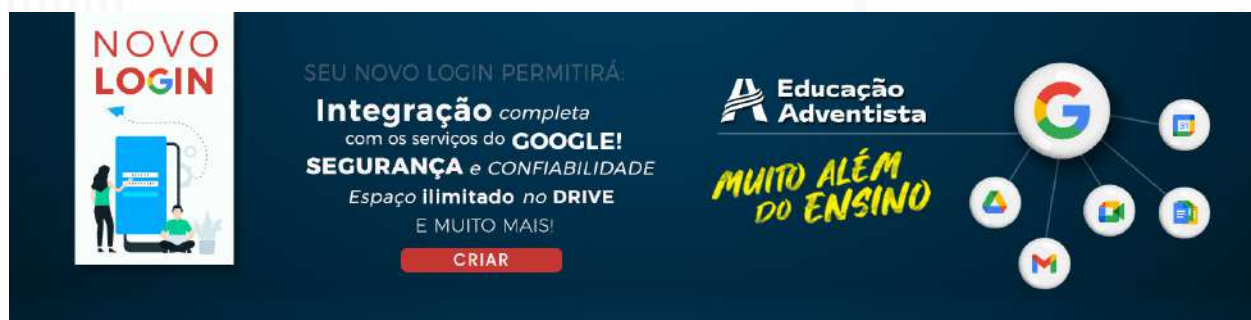 NOVO
LOGIN
SEU NOVO LOGIN PERMITIRÁ:
Integração completa
com os serviços do GOOGLE!
SEGURANÇA e CONFIABILIDADE
Espaço ilimitado no DRIVE
E MUITO MAIS!
CRIAR
Educação
Adventista
MUITO ALÉM
DO ENSINO
G
31